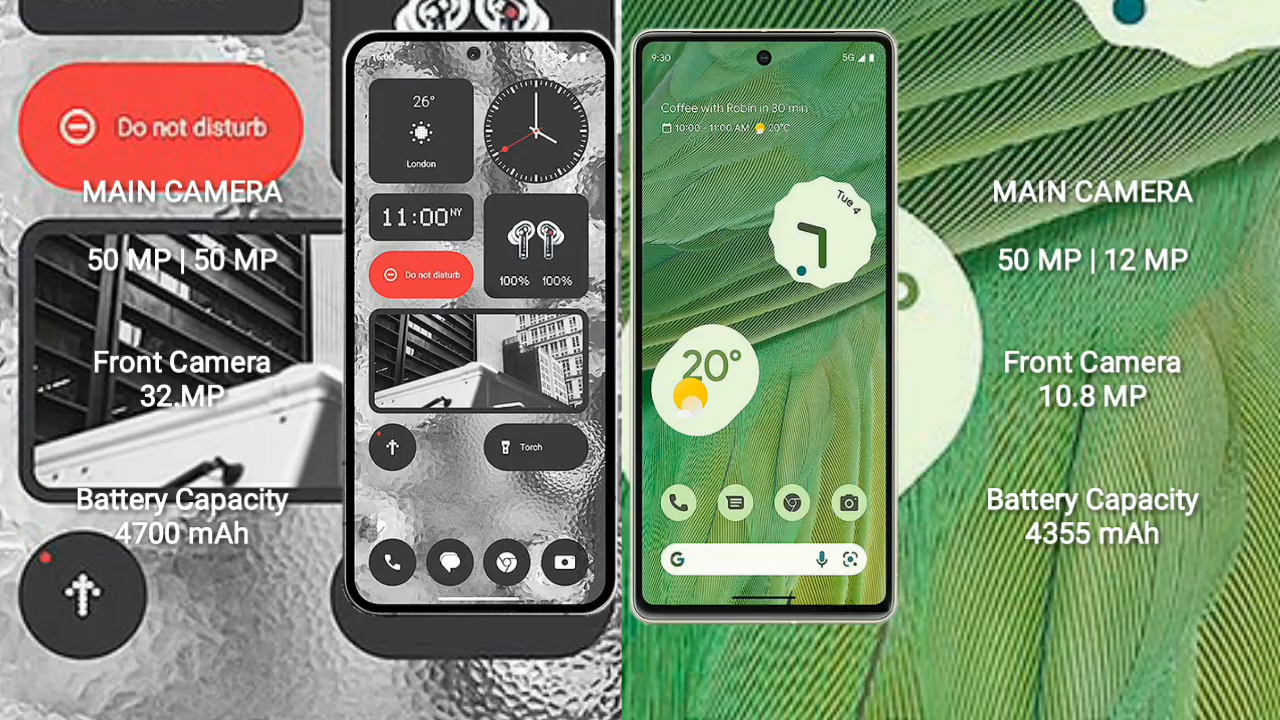 Do not disturb
MAIN CAMERA
50 MP | 50 MP
Front Camera
32.MP
Battery Capacity
4700 mAh
16:00
26°
London
11:00 NY
Do not disturb
100% 100%
Torch
9:30
5G
Coffee with Robin in 30 min
10:00 - 11:00 AM 20°C
Tue 4
20°
G
MAIN CAMERA
50 MP | 12 MP
Front Camera
10.8 MP
Battery Capacity
4355 mAh